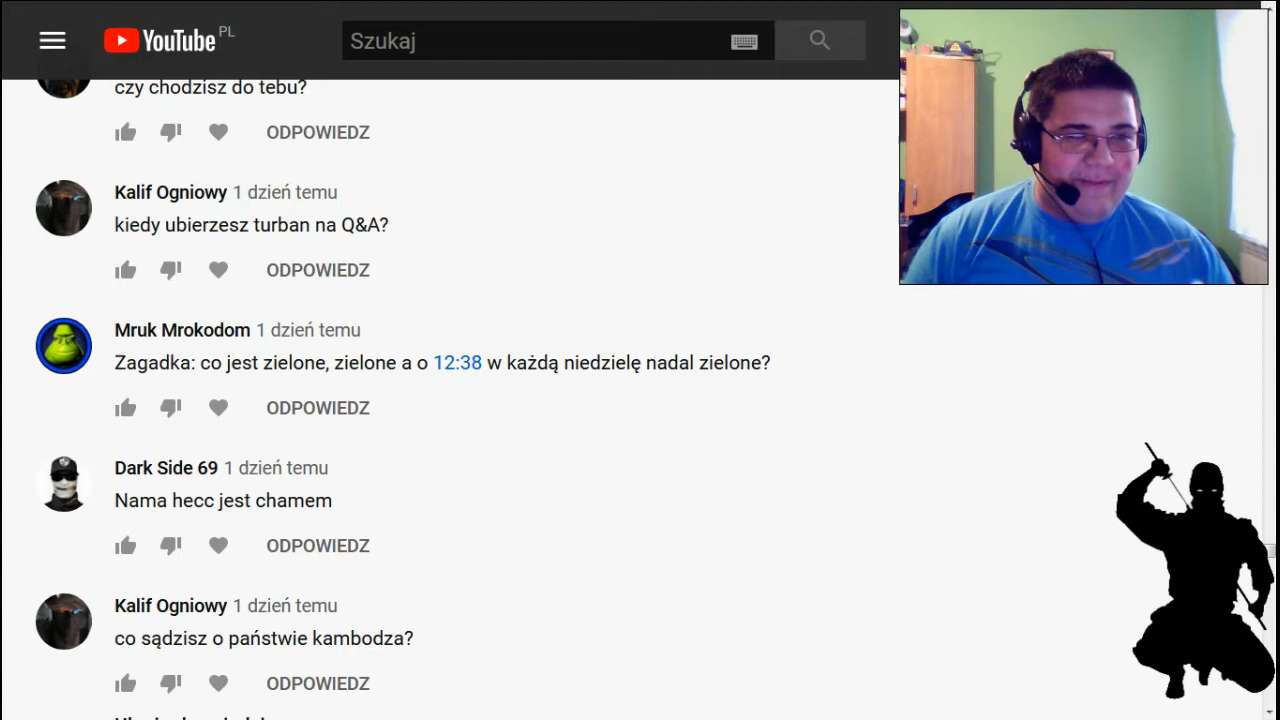 YouTube PL
Szukaj
czy chodzisz do tebu?
ODPOWIEDZ
Kalif Ogniowy 1 dzień temu
kiedy ubierzesz turban na Q&A?
ODPOWIEDZ
Mruk Mrokodom 1 dzień temu
Zagadka: co jest zielone, zielone a o 12:38 w każdą niedzielę nadal zielone?
ODPOWIEDZ
Dark Side 69 1 dzień temu
Nama hecc jest chamem
ODPOWIEDZ
Kalif Ogniowy 1 dzień temu
co sądzisz o państwie kambodza?
ODPOWIEDZ